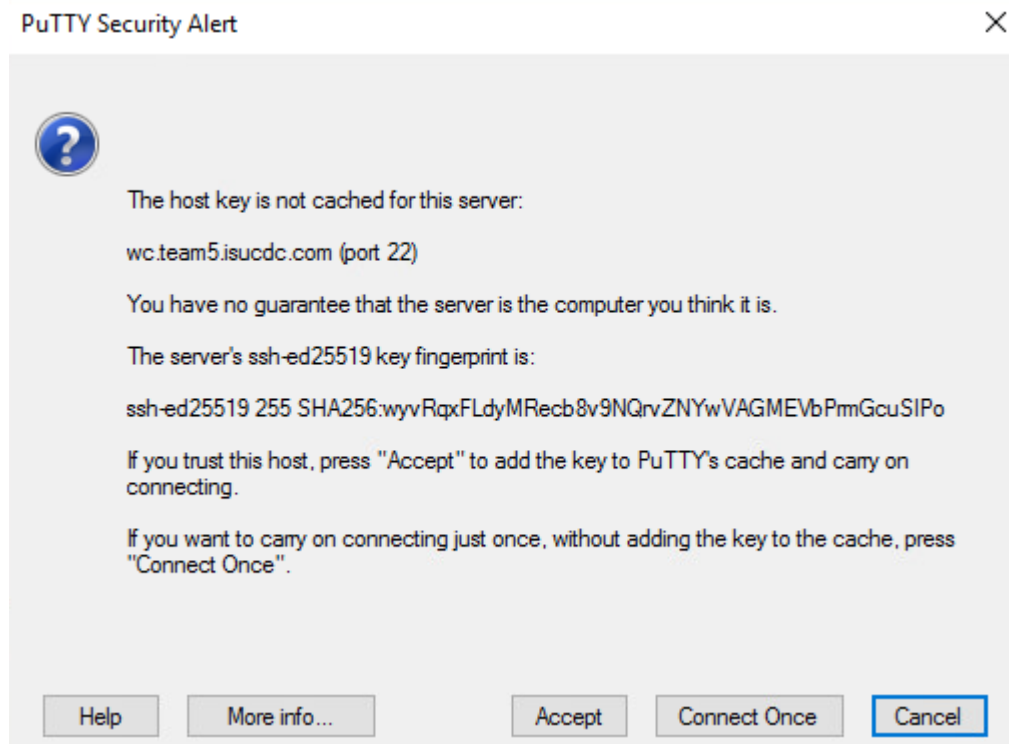 PuTTY Security Alert
The host key is not cached for this server:
wc.team5.isucdc.com (port 22)
You have no guarantee that the server is the computer you think it is.
The server's ssh-ed25519 key fingerprint is:
ssh-ed25519 255 SHA256:wyvRqxFLdyMRecb8v9NQrvZNYwVAGMEVbPrmGcuSIPo
If you trust this host, press "Accept" to add the key to PuTTY's cache and carry on
connecting.
If you want to carry on connecting just once, without adding the key to the cache, press
"Connect Once".
Help
More info...
Accept
Connect Once
Cancel